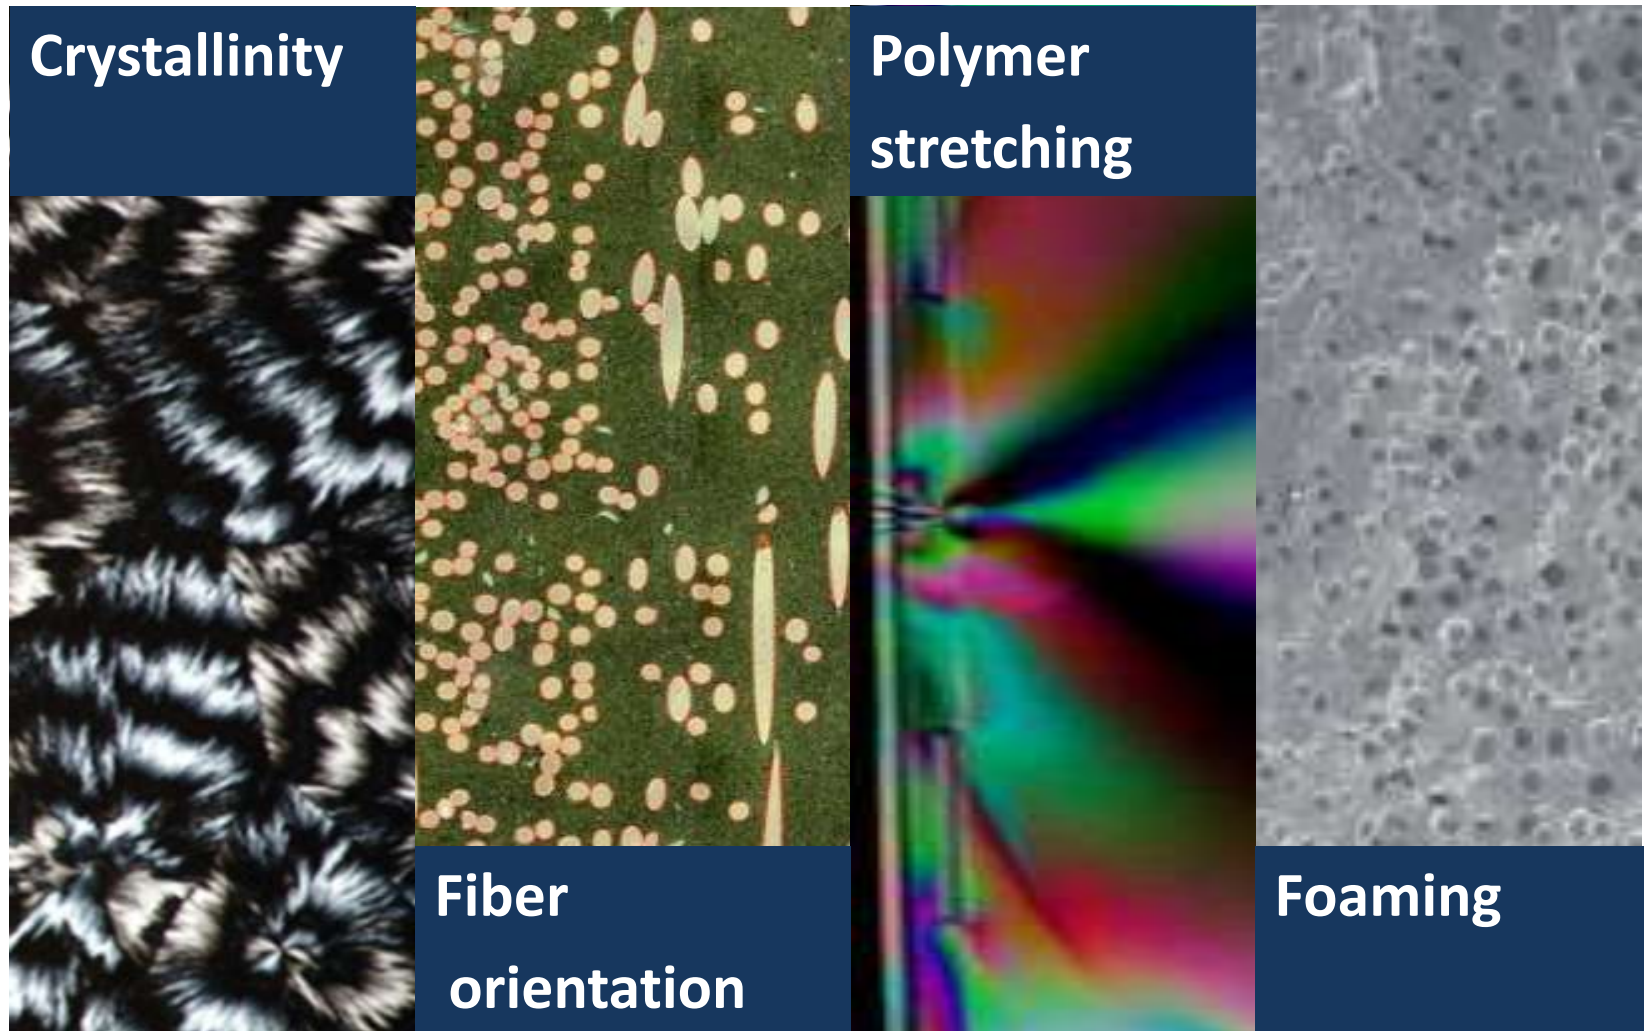 Crystallinity
Fiber
orientation
Polymer
stretching
Foaming